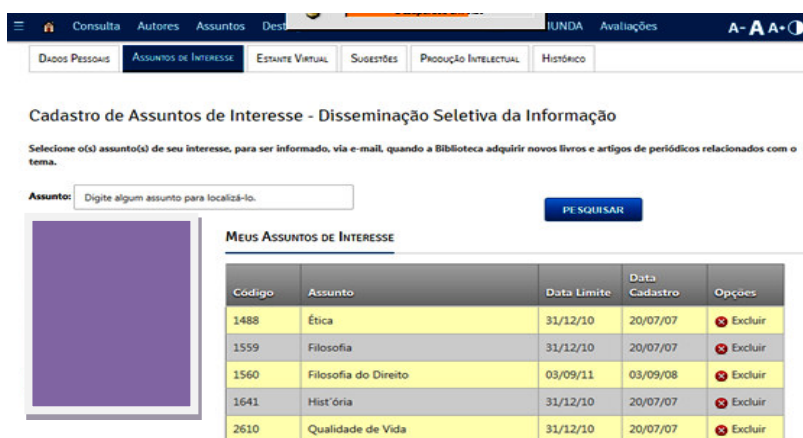 Consulta Autores Assuntos IUNDA Avaliações A- A A+
Dados Pessoais Assuntos de Interesse Estante Virtual Sugestões Produção Intelectual Histórico
Cadastro de Assuntos de Interesse - Disseminação Seletiva da Informação
Selecione o(s) assunto(s) de seu interesse, para ser informado, via e-mail, quando a Biblioteca adquirir novos livros e artigos de periódicos relacionados com o
tema.
Assunto: Digite algum assunto para localizá-lo. PESQUISAR
Meus Assuntos de Interesse
Código Assunto Data Limite Data Cadastro Opções
1488 Ética 31/12/10 20/07/07 Excluir
1559 Filosofia 31/12/10 20/07/07 Excluir
1560 Filosofia do Direito 03/09/11 03/09/08 Excluir
1641 Hist´ória 31/12/10 20/07/07 Excluir
2610 Qualidade de Vida 31/12/10 20/07/07 Excluir